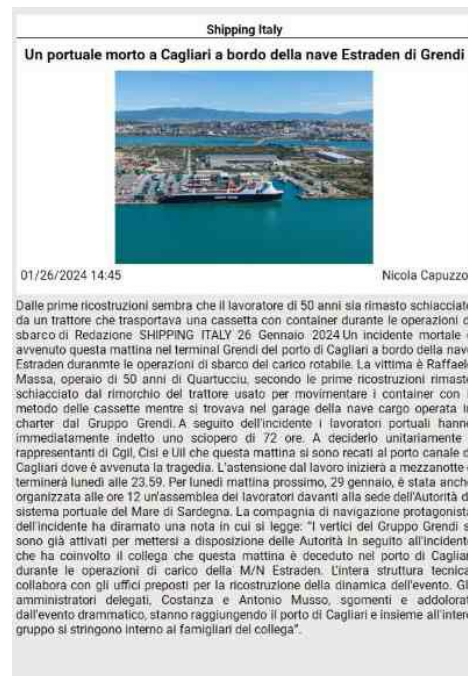 Shipping Italy
Un portuale morto a Cagliari a bordo della nave Estraden di Grendi
01/26/2024 14:45
Nicola Capuzzo
Dalle prime ricostruzioni sembra che il lavoratore di 50 anni sia rimasto schiacciato
da un trattore che trasportava una cassetta con container durante le operazioni d
sbarco di Redazione SHIPPING ITALY 26 Gennaio 2024 Un incidente mortale
avvenuto questa mattina nel terminal Grendi del porto di Cagliari a bordo della nave
Estraden duranmte le operazioni di sbarco del carico rotabile. La vittima è Raffaele
Massa, operaio di 50 anni di Quartucciu, secondo le prime ricostruzioni rimasto
schiacciato dal rimorchio del trattore usato per movimentare i container con i
metodo delle cassette mentre si trovava nel garage della nave cargo operata in
charter dal Gruppo Grendi. A seguito dell'incidente i lavoratori portuali hanno
immediatamente indetto uno sciopero di 72 ore. A deciderlo unitariamente
rappresentanti di Cgil, Cisl e Uil che questa mattina si sono recati al porto canale d
Cagliari dove è avvenuta la tragedia. L'astensione dal lavoro inizierà a mezzanotte e
terminerà lunedì alle 23.59. Per lunedì mattina prossimo, 29 gennaio, è stata anche
organizzata alle ore 12 un'assemblea dei lavoratori davanti alla sede dell'Autorità d
sistema portuale del Mare di Sardegna. La compagnia di navigazione protagonista
dell'incidente ha diramato una nota in cui si legge: "I vertici del Gruppo Grendi s
sono già attivati per mettersi a disposizione delle Autorità in seguito all'incidente
che ha coinvolto il collega che questa mattina è deceduto nel porto di Cagliari
durante le operazioni di carico della M/N Estraden. L'intera struttura tecnica
collabora con gli uffici preposti per la ricostruzione della dinamica dell'evento. Gl
amministratori delegati, Costanza e Antonio Musso, sgomenti e addolorat
dall'evento drammatico, stanno raggiungendo il porto di Cagliari e insieme all'intero
gruppo si stringono interno ai famigliari del collega".